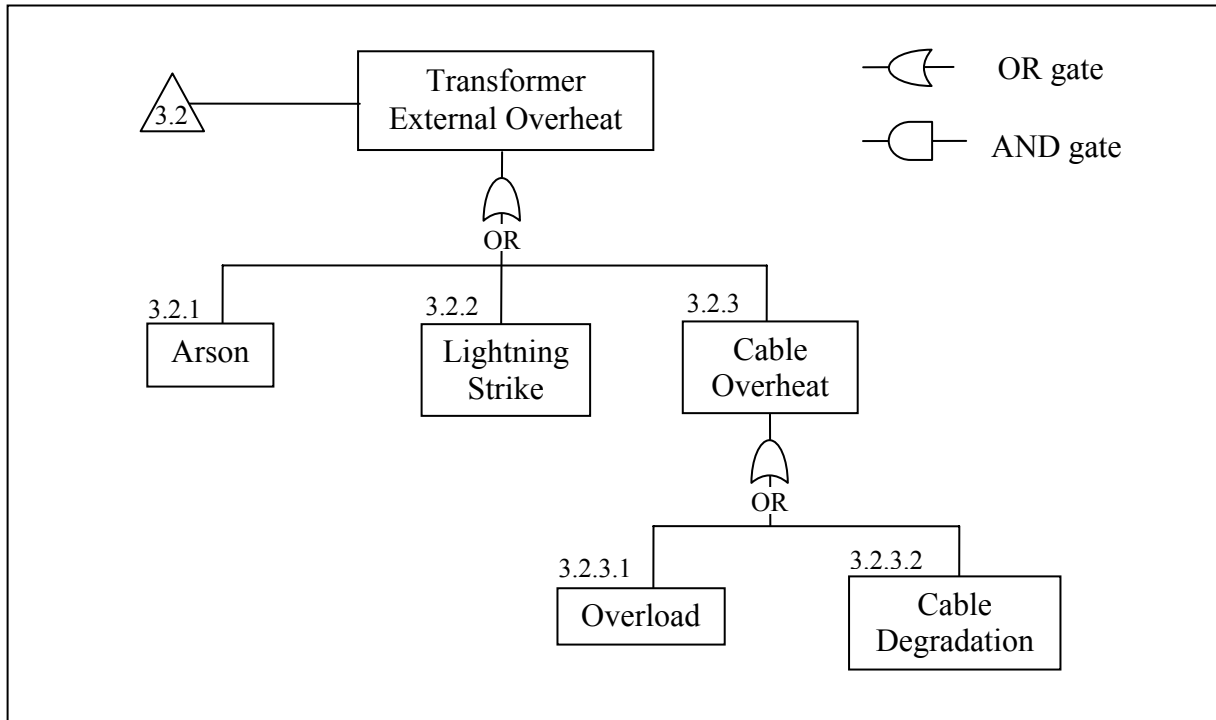 Transformer
External Overheat
3.2
OR gate
AND gate
OR
3.2.1
Arson
3.2.2
Lightning
Strike
3.2.3
Cable
Overheat
OR
3.2.3.1
Overload
3.2.3.2
Cable
Degradation